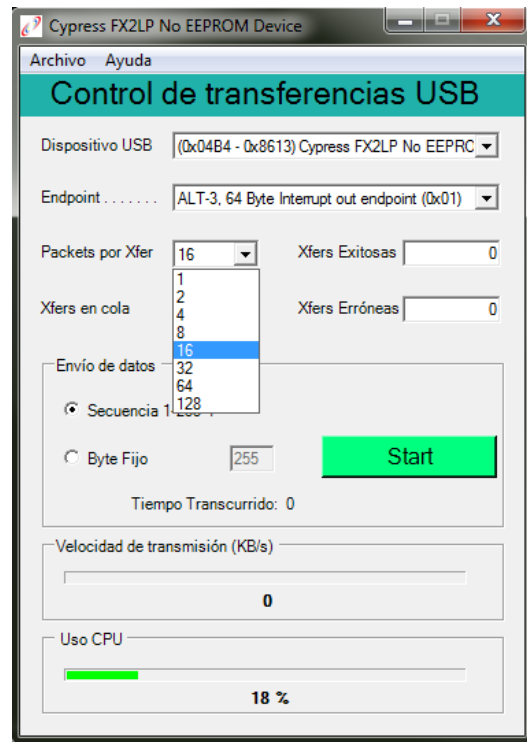 Cypress FX2LP No EEPROM Device
Archivo Ayuda
Control de transferencias USB
Dispositivo USB (0x04B4 - 0x8613) Cypress FX2LP No EEPRC
Endpoint....... ALT-3, 64 Byte Interrupt out endpoint (0x01)
Packets por Xfer 16 Xfers Exitosas 0
1
2
Xfers en cola 4 Xfers Erróneas 0
8
16
Envío de datos 32
64
128
Secuencia
Byte Fijo 255 Start
Tiempo Transcurrido: 0
Velocidad de transmisión (KB/s)
0
Uso CPU
18 %